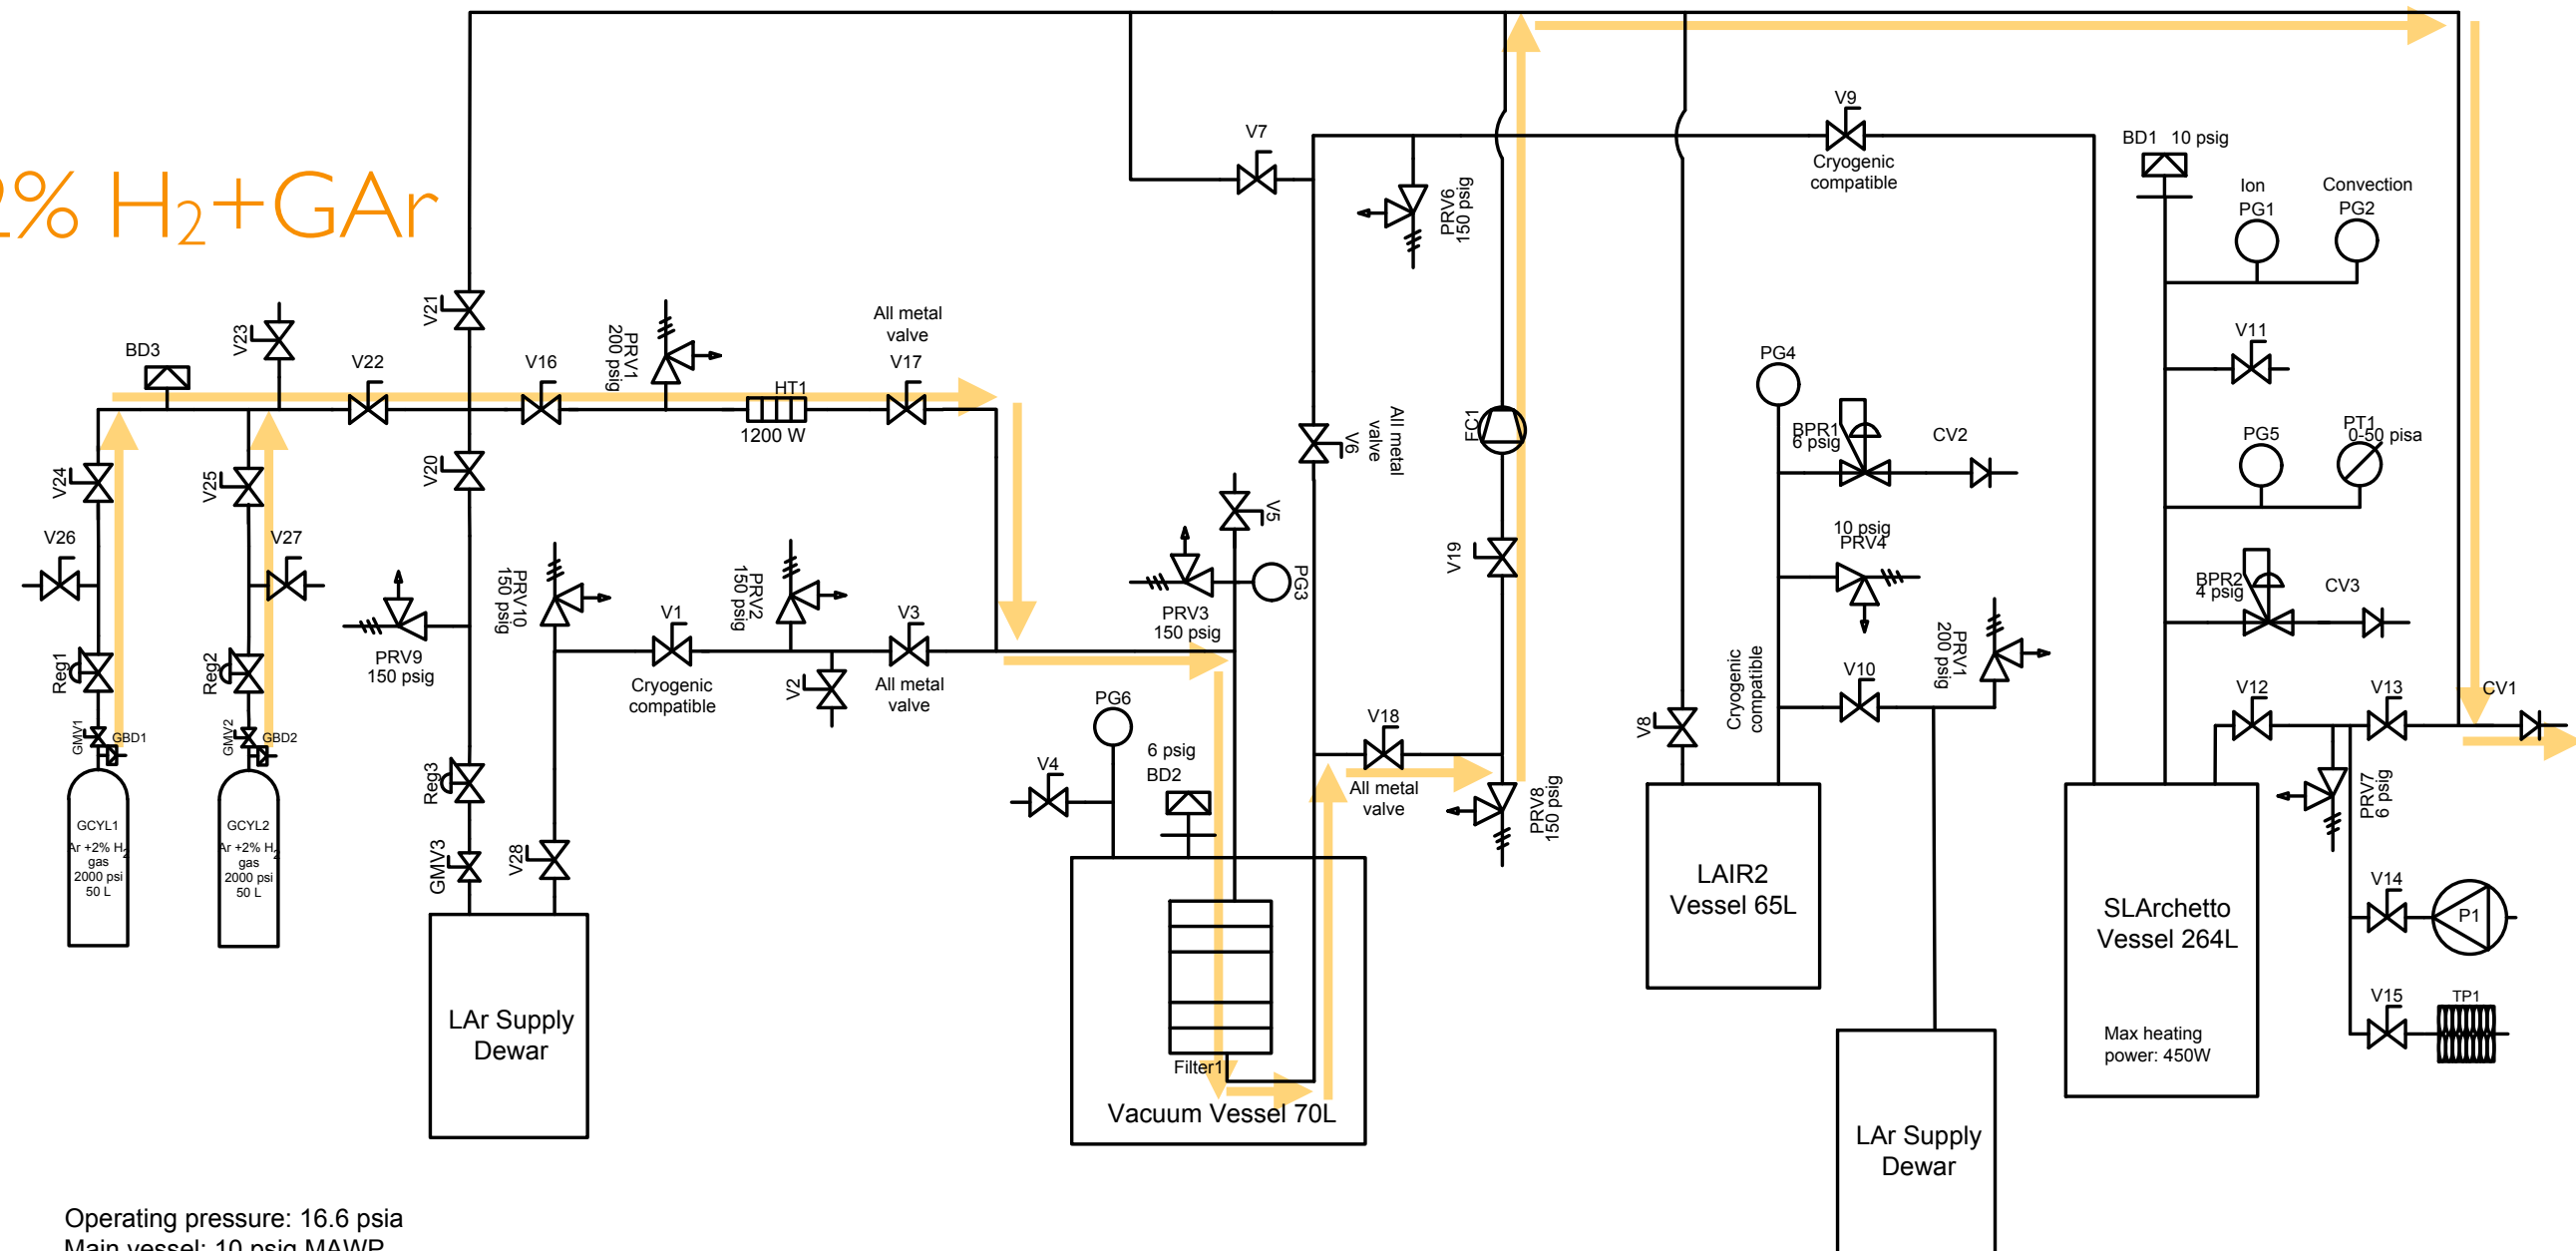 2% H2+GAr
V9
Cryogenic
compatible
BD1 10 psig
Ion
PG1
Convection
PG2
V7
PRV6
150 psig
V21
V23
BD3
V22
V16
PRV1
200 psig
HT1
1200 W
All metal
valve
V17
V11
PG4
BPR1
6 psig
CV2
PG5
PT1
0-50 pisa
All metal
valve
V6
FC1
V24
V25
V20
V5
V19
V26
V27
10 psig
PRV4
BPR2
4 psig
CV3
PRV9
150 psig
PRV10
150 psig
V1
Cryogenic
compatible
PRV2
150 psig
V2
V3
All metal
valve
PRV3
150 psig
PG3
Reg1
Reg2
Reg3
GMV1
GBD1
GMV2
GBD2
GMV3
V28
PG6
V4
6 psig
BD2
V18
All metal
valve
PRV8
150 psig
V8
Cryogenic
compatible
V10
PRV1
200 psig
V12
V13
CV1
PRV7
6 psig
GCYL1
Ar +2% H2
gas
2000 psi
50 L
GCYL2
Ar +2% H2
gas
2000 psi
50 L
LAr Supply
Dewar
Filter1
Vacuum Vessel 70L
LAIR2
Vessel 65L
LAr Supply
Dewar
SLArchetto
Vessel 264L
Max heating
power: 450W
V14
P1
V15
TP1
Operating pressure: 16.6 psia
Main vessel: 10 psig MAWP